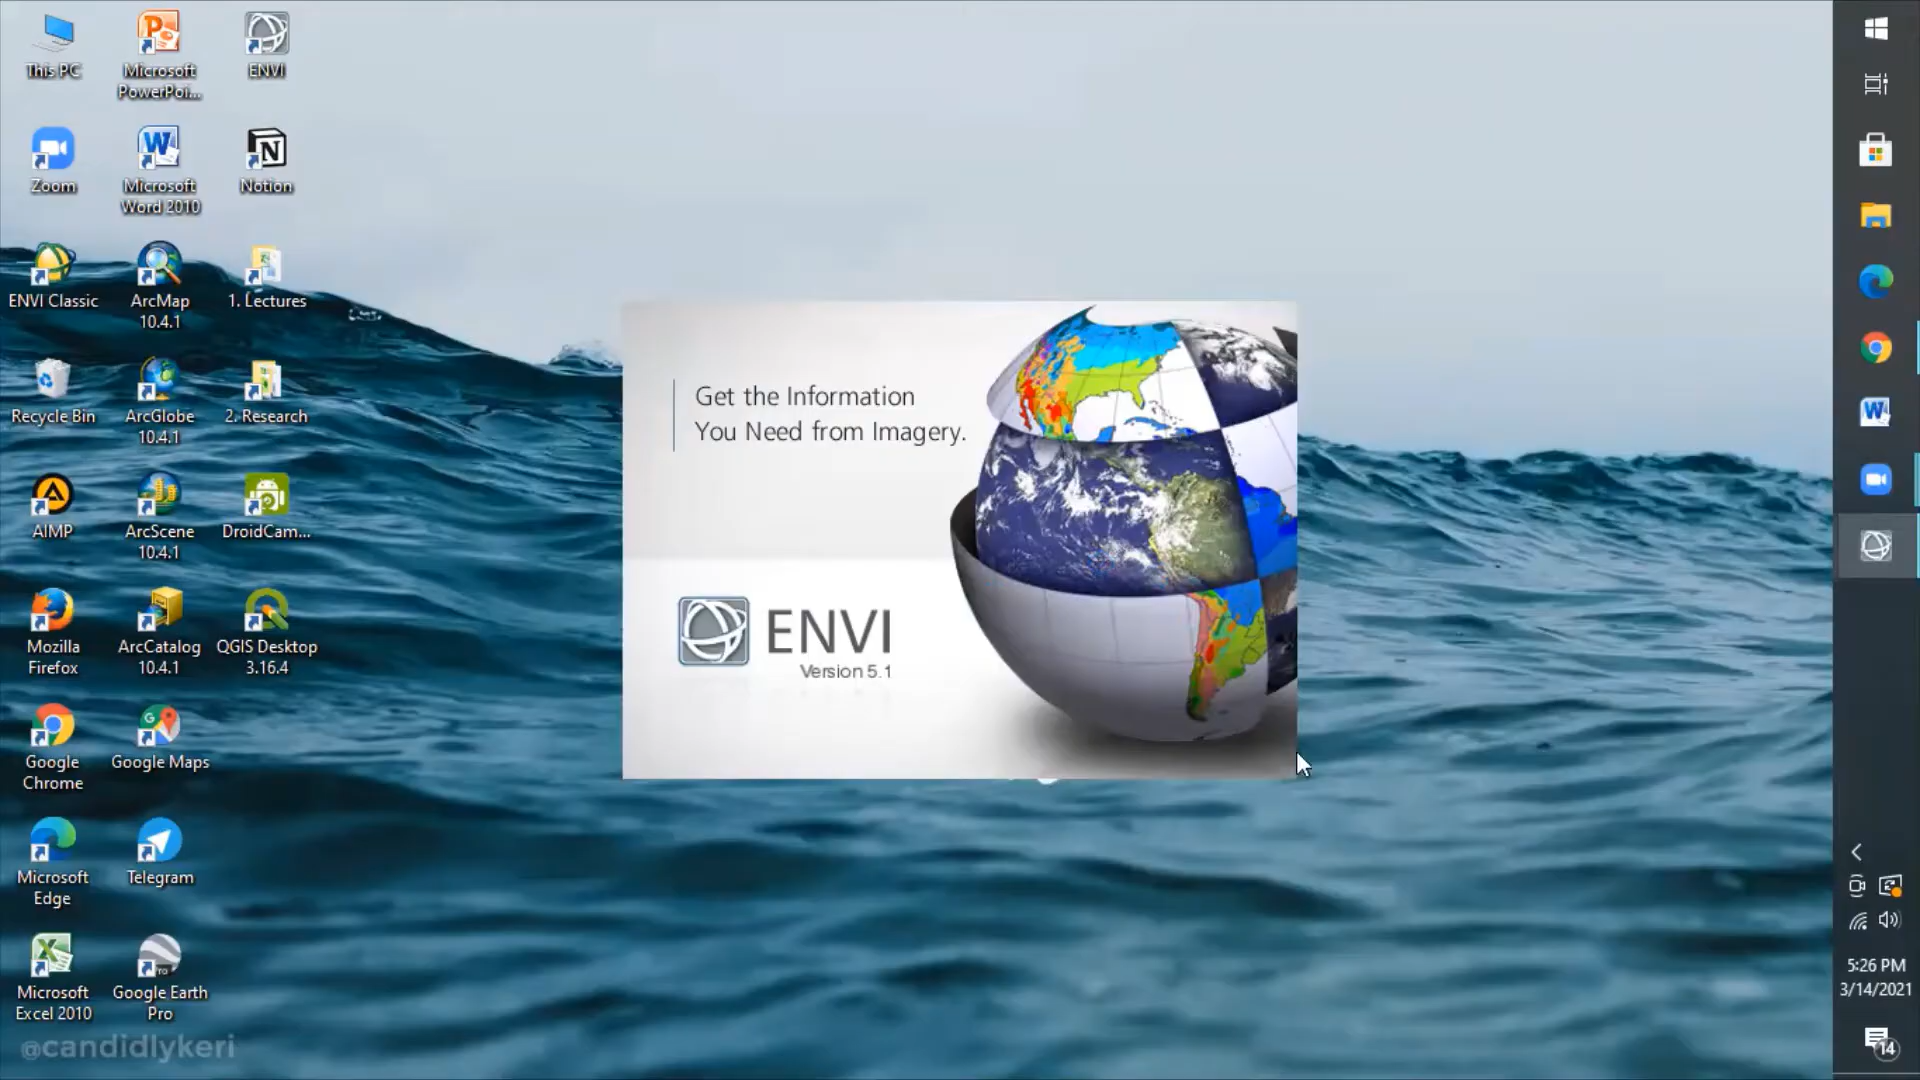 This PC
Microsoft
PowerPoi...
ENVI
Zoom
Microsoft
Word 2010
Notion
ENVI Classic
ArcMap
10.4.1
1. Lectures
Recycle Bin
ArcGlobe
10.4.1
2. Research
AIMP
ArcScene
10.4.1
DroidCam...
Mozilla
Firefox
ArcCatalog
10.4.1
QGIS Desktop
3.16.4
Google
Chrome
Google Maps
Microsoft
Edge
Telegram
Microsoft
Excel 2010
Google Earth
Pro
@candidlykeri
Get the Information
You Need from Imagery.
ENVI
Version 5.1
5:26 PM
3/14/2021
14